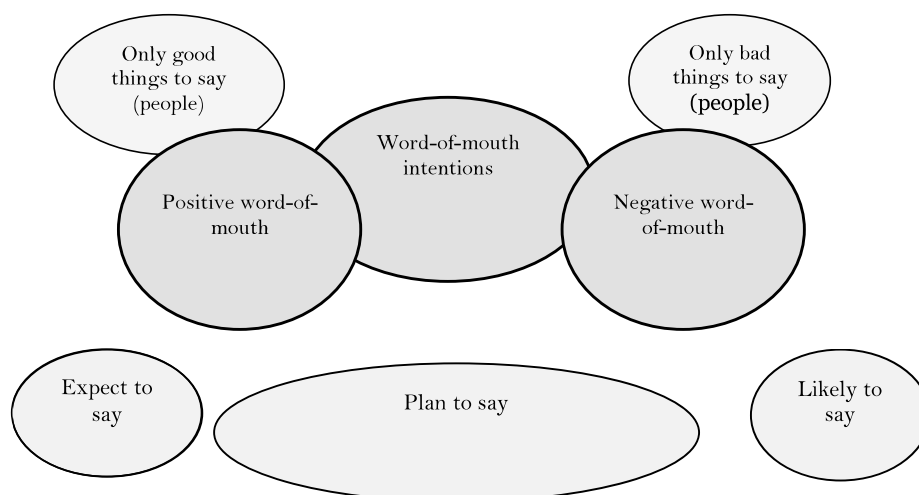 Only good
things to say
(people)
Only bad
things to say
(people)
Word-of-mouth
intentions
Positive word-of-
mouth
Negative word-
of-mouth
Expect to
say
Plan to say
Likely to
say